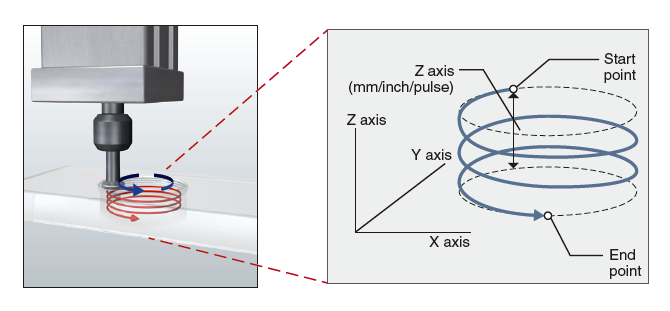 Start
point
Z axis
(mm/inch/pulse)
Z axis
Y axis
X axis
End
point